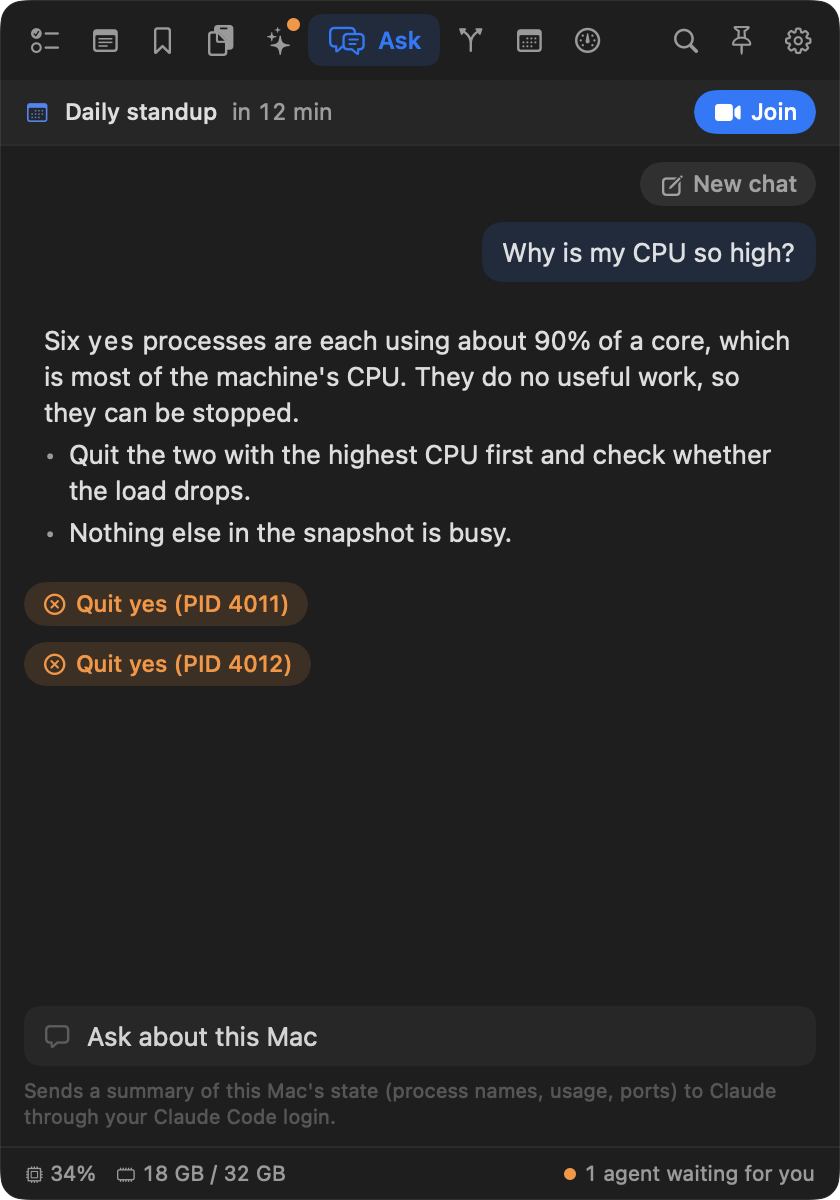 Ask
Daily standup in 12 min
Join
New chat
Why is my CPU so high?
Six yes processes are each using about 90% of a core, which
is most of the machine's CPU. They do no useful work, so
they can be stopped.
• Quit the two with the highest CPU first and check whether
the load drops.
• Nothing else in the snapshot is busy.
Quit yes (PID 4011)
Quit yes (PID 4012)
Ask about this Mac
Sends a summary of this Mac's state (process names, usage, ports) to Claude
through your Claude Code login.
34% 18 GB / 32 GB 1 agent waiting for you